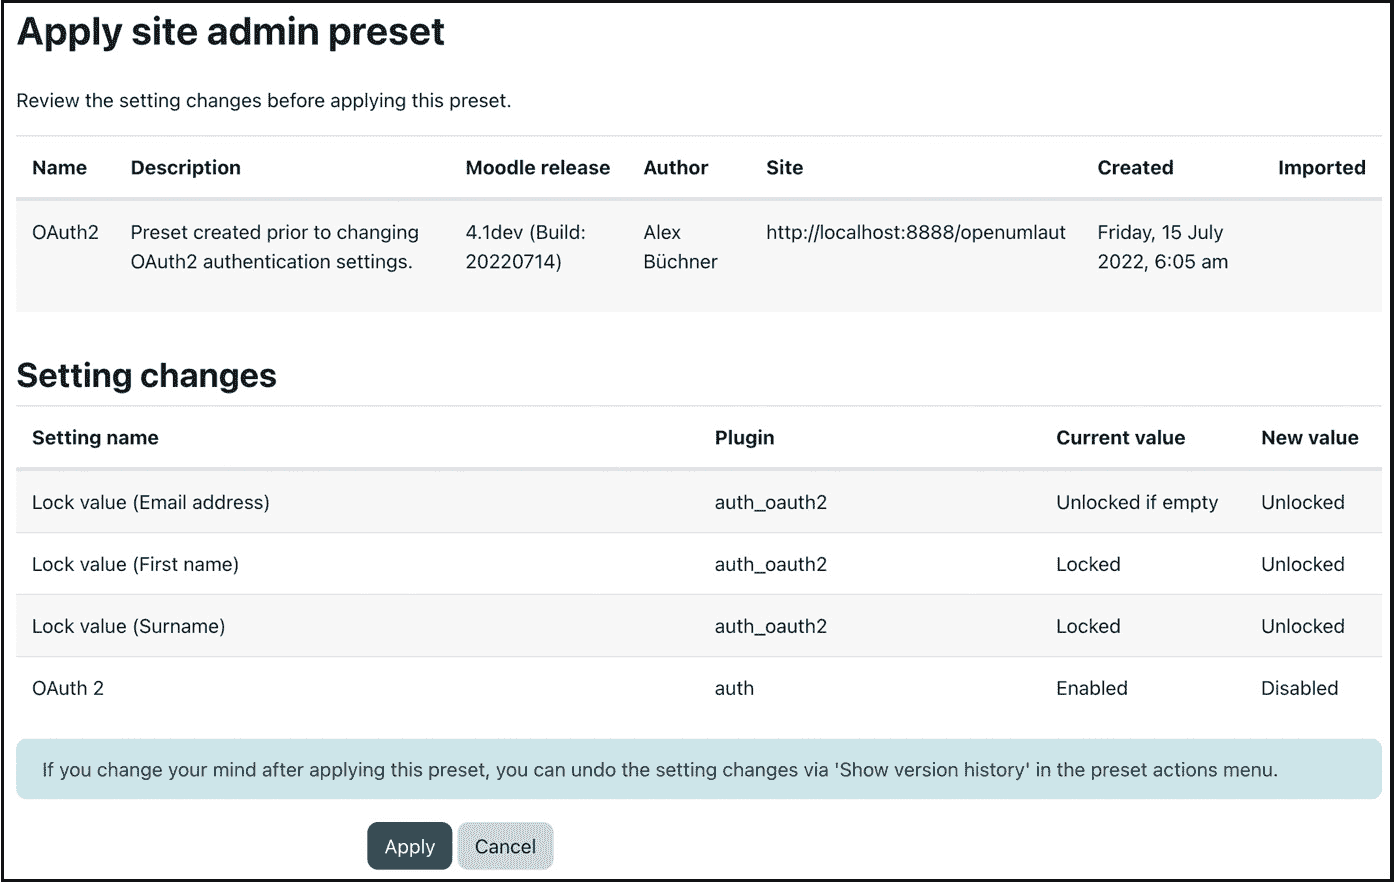 Apply site admin preset
Review the setting changes before applying this preset.
Name Description Moodle release Author Site Created Imported
OAuth2 Preset created prior to changing 4.1dev (Build: Alex http://localhost:8888/openumlaut Friday, 15 July
OAuth2 authentication settings. 20220714) Büchner 2022, 6:05 am
Setting changes
Setting name Plugin Current value New value
Lock value (Email address) auth_oauth2 Unlocked if empty Unlocked
Lock value (First name) auth_oauth2 Locked Unlocked
Lock value (Surname) auth_oauth2 Locked Unlocked
OAuth 2 auth Enabled Disabled
If you change your mind after applying this preset, you can undo the setting changes via 'Show version history' in the preset actions menu.
Apply Cancel